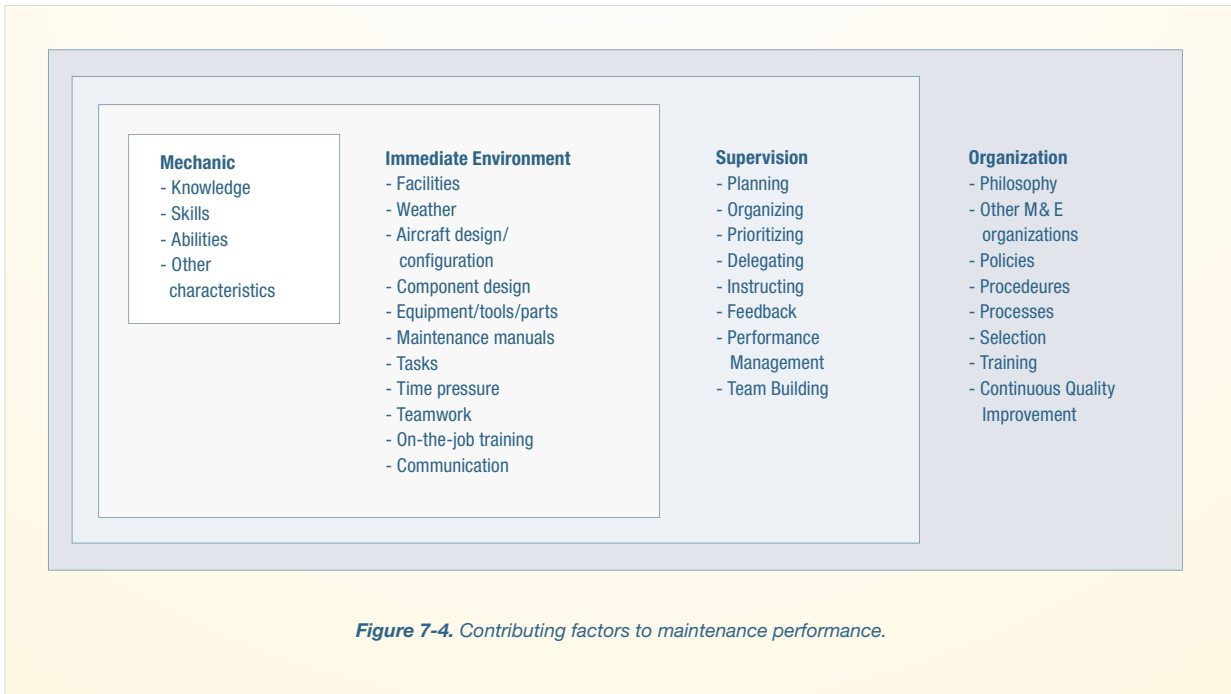 Mechanic
- Knowledge
- Skills
- Abilities
- Other
characteristics
Immediate Environment
- Facilities
- Weather
- Aircraft design/
configuration
- Component design
- Equipment/tools/parts
- Maintenance manuals
- Tasks
- Time pressure
- Teamwork
- On-the-job training
- Communication
Supervision
- Planning
- Organizing
- Prioritizing
- Delegating
- Instructing
- Feedback
- Performance
Management
- Team Building
Organization
- Philosophy
- Other M & E
organizations
- Policies
- Procedeures
- Processes
- Selection
- Training
- Continuous Quality
Improvement
Figure 7-4. Contributing factors to maintenance performance.